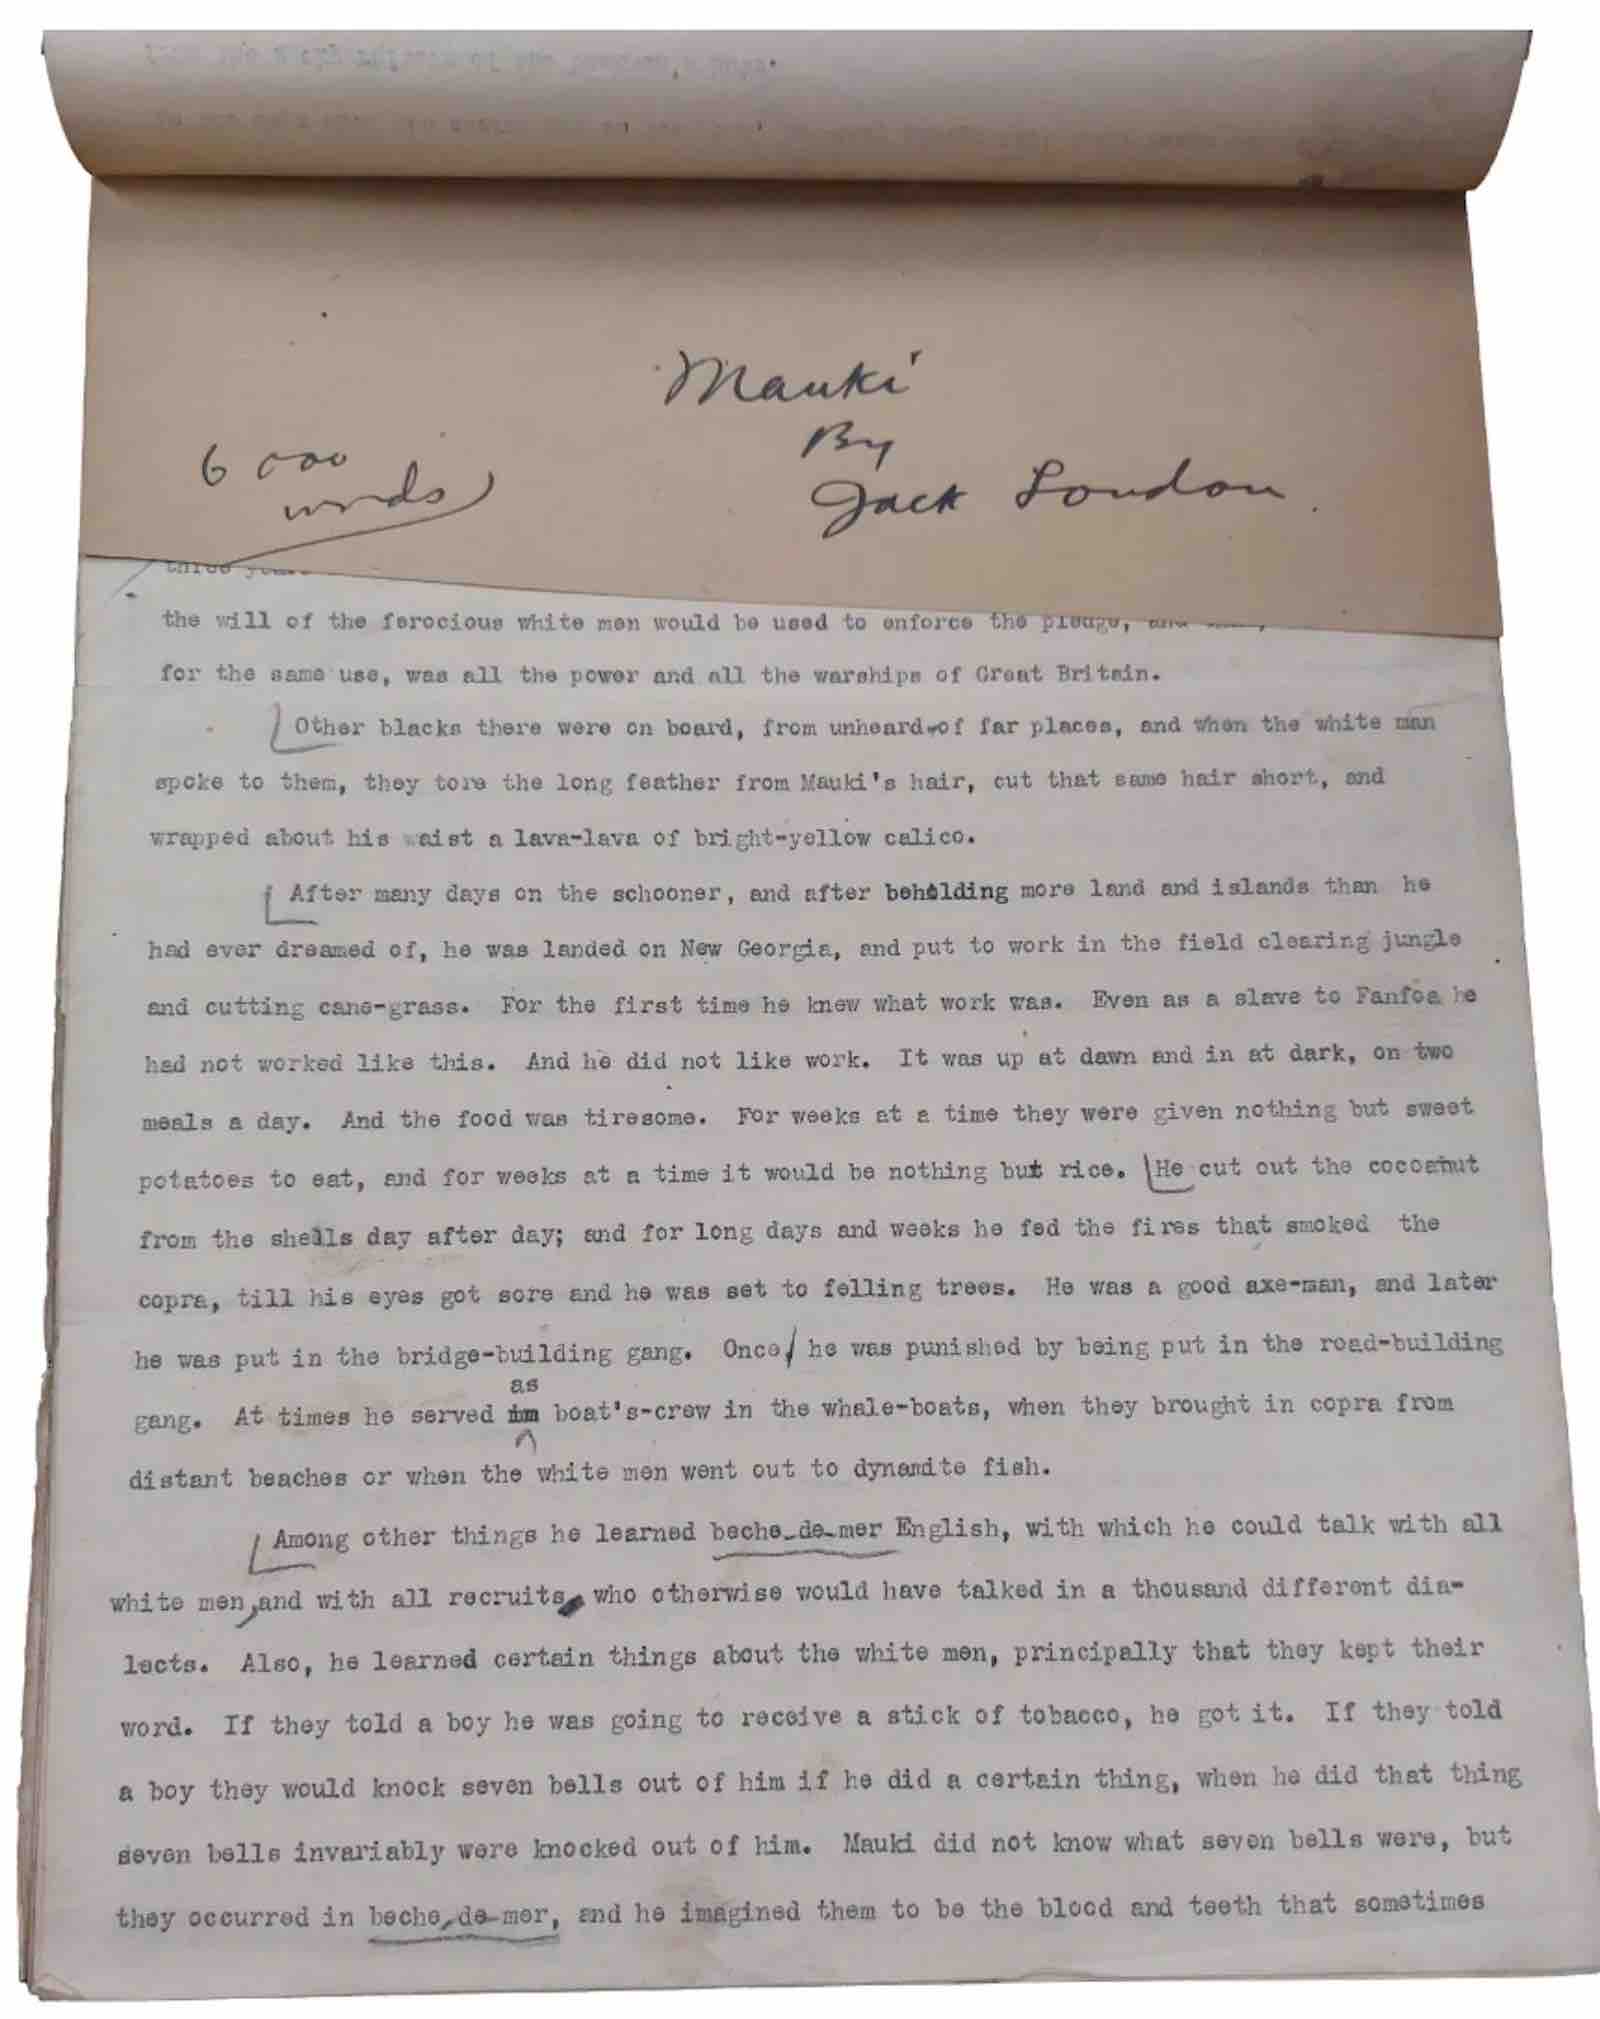 Mauki
By
Jack London
6 000
words
three
the will of the ferocious white men would be used to enforce the pledge, and
for the same use, was all the power and all the warships of Great Britain.
Other blacks there were on board, from unheard-of far places, and when the white man
spoke to them, they tore the long feather from Mauki's hair, cut that same hair short, and
wrapped about his waist a lava-lava of bright-yellow calico.
After many days on the schooner, and after beholding more land and islands than he
had ever dreamed of, he was landed on New Georgia, and put to work in the field clearing jungle
and cutting cane-grass. For the first time he knew what work was. Even as a slave to Fanfoa he
had not worked like this. And he did not like work. It was up at dawn and in at dark, on two
meals a day. And the food was tiresome. For weeks at a time they were given nothing but sweet
potatoes to eat, and for weeks at a time it would be nothing but rice. He cut out the cocoanut
from the shells day after day; and for long days and weeks he fed the fires that smoked the
copra, till his eyes got sore and he was set to felling trees. He was a good axe-man, and later
he was put in the bridge-building gang. Once, he was punished by being put in the road-building
as
gang. At times he served in boat's-crew in the whale-boats, when they brought in copra from
distant beaches or when the white men went out to dynamite fish.
Among other things he learned beche-de-mer English, with which he could talk with all
white men, and with all recruits who otherwise would have talked in a thousand different dia-
lects. Also, he learned certain things about the white men, principally that they kept their
word. If they told a boy he was going to receive a stick of tobacco, he got it. If they told
a boy they would knock seven bells out of him if he did a certain thing, when he did that thing
seven bells invariably were knocked out of him. Mauki did not know what seven bells were, but
they occurred in beche-de-mer, and he imagined them to be the blood and teeth that sometimes